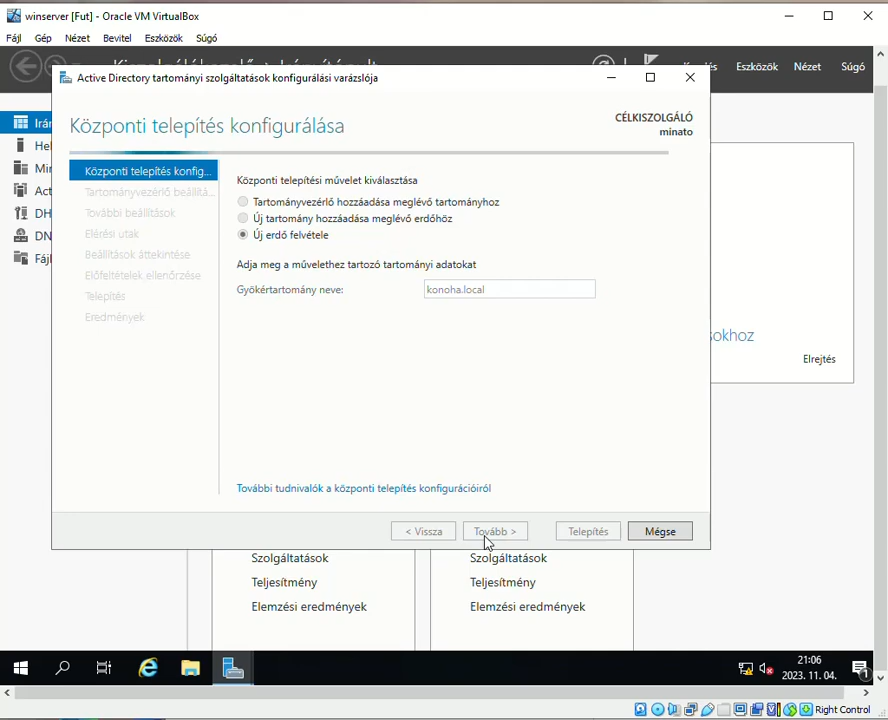 winserver [Fut] - Oracle VM VirtualBox
Fájl Gép Nézet Bevitel Eszközök Súgó
Eszközök Nézet Súgó
Active Directory tartományi szolgáltatások konfigurálási varázslója
Központi telepítés konfigurálása
CÉLKISZOLGÁLÓ
minato
Központi telepítés konfig...
Tartományvezérlő beállítá...
További beállítások
Elérési utak
Beállítások áttekintése
Előfeltételek ellenőrzése
Telepítés
Eredmények
Központi telepítési művelet kiválasztása
Tartományvezérlő hozzáadása meglévő tartományhoz
Új tartomány hozzáadása meglévő erdőhöz
Új erdő felvétele
Adja meg a művelethez tartozó tartományi adatokat
Gyökértartomány neve: konoha.local
További tudnivalók a központi telepítés konfigurációiról
< Vissza Tovább > Telepítés Mégse
Irán
Hel
Min
Act
DH
DN
Fájl
sokhoz
Elrejtés
Szolgáltatások
Teljesítmény
Elemzési eredmények
Szolgáltatások
Teljesítmény
Elemzési eredmények
21:06
2023. 11. 04.
1
Right Control